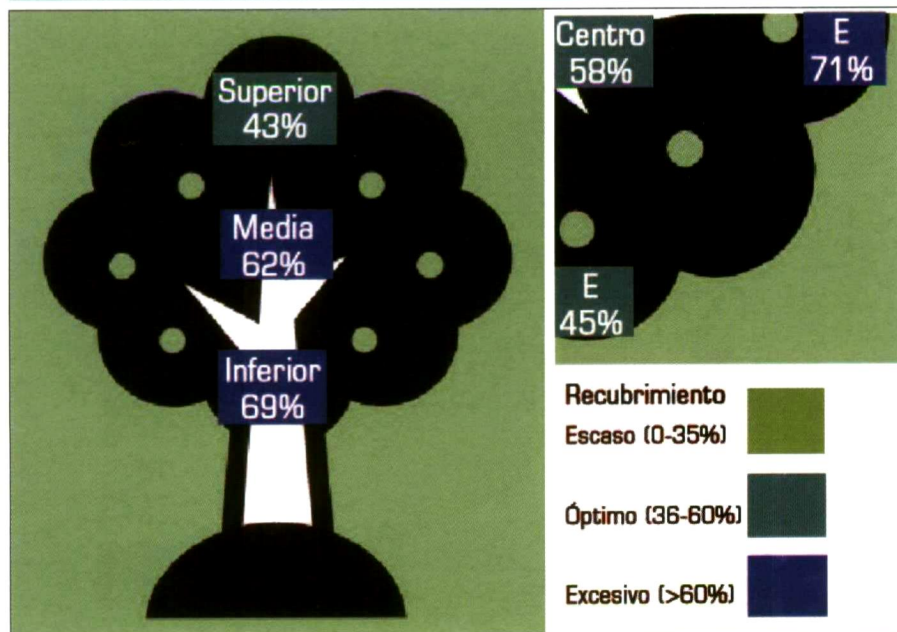 Superior
43%
Media
62%
Inferior
69%
Centro
58%
E
71%
E
45%
Recubrimiento
Escaso (0-35%)
Óptimo (36-60%)
Excesivo (>60%)